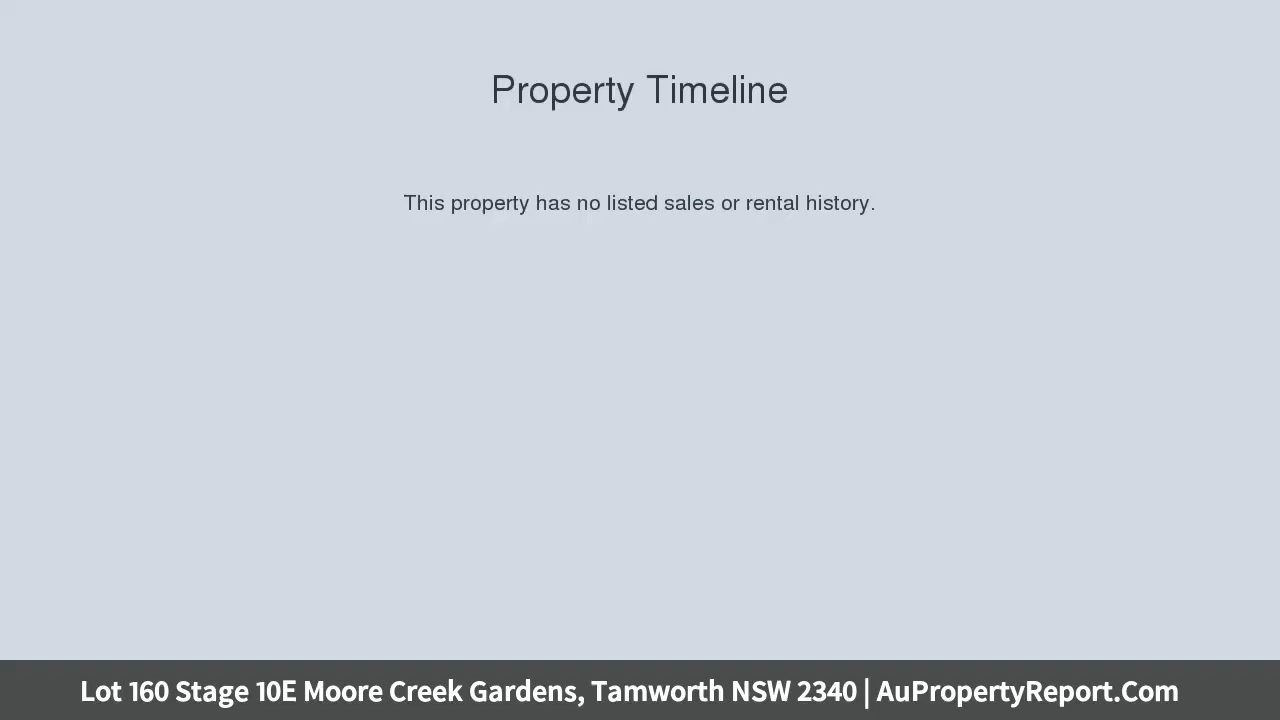 Property Timeline
This property has no listed sales or rental history.
Lot 160 Stage 10E Moore Creek Gardens, Tamworth NSW 2340 | AuPropertyReport.Com